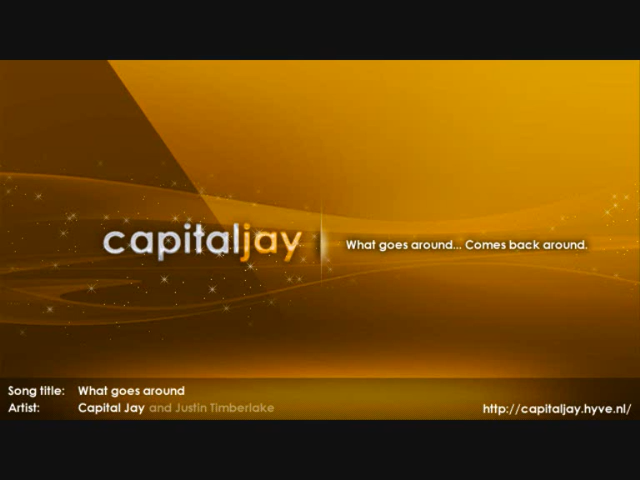 capitaljay
What goes around... Comes back around.
Song title: What goes around
Artist: Capital Jay and Justin Timberlake
http://capitaljay.hyve.nl/